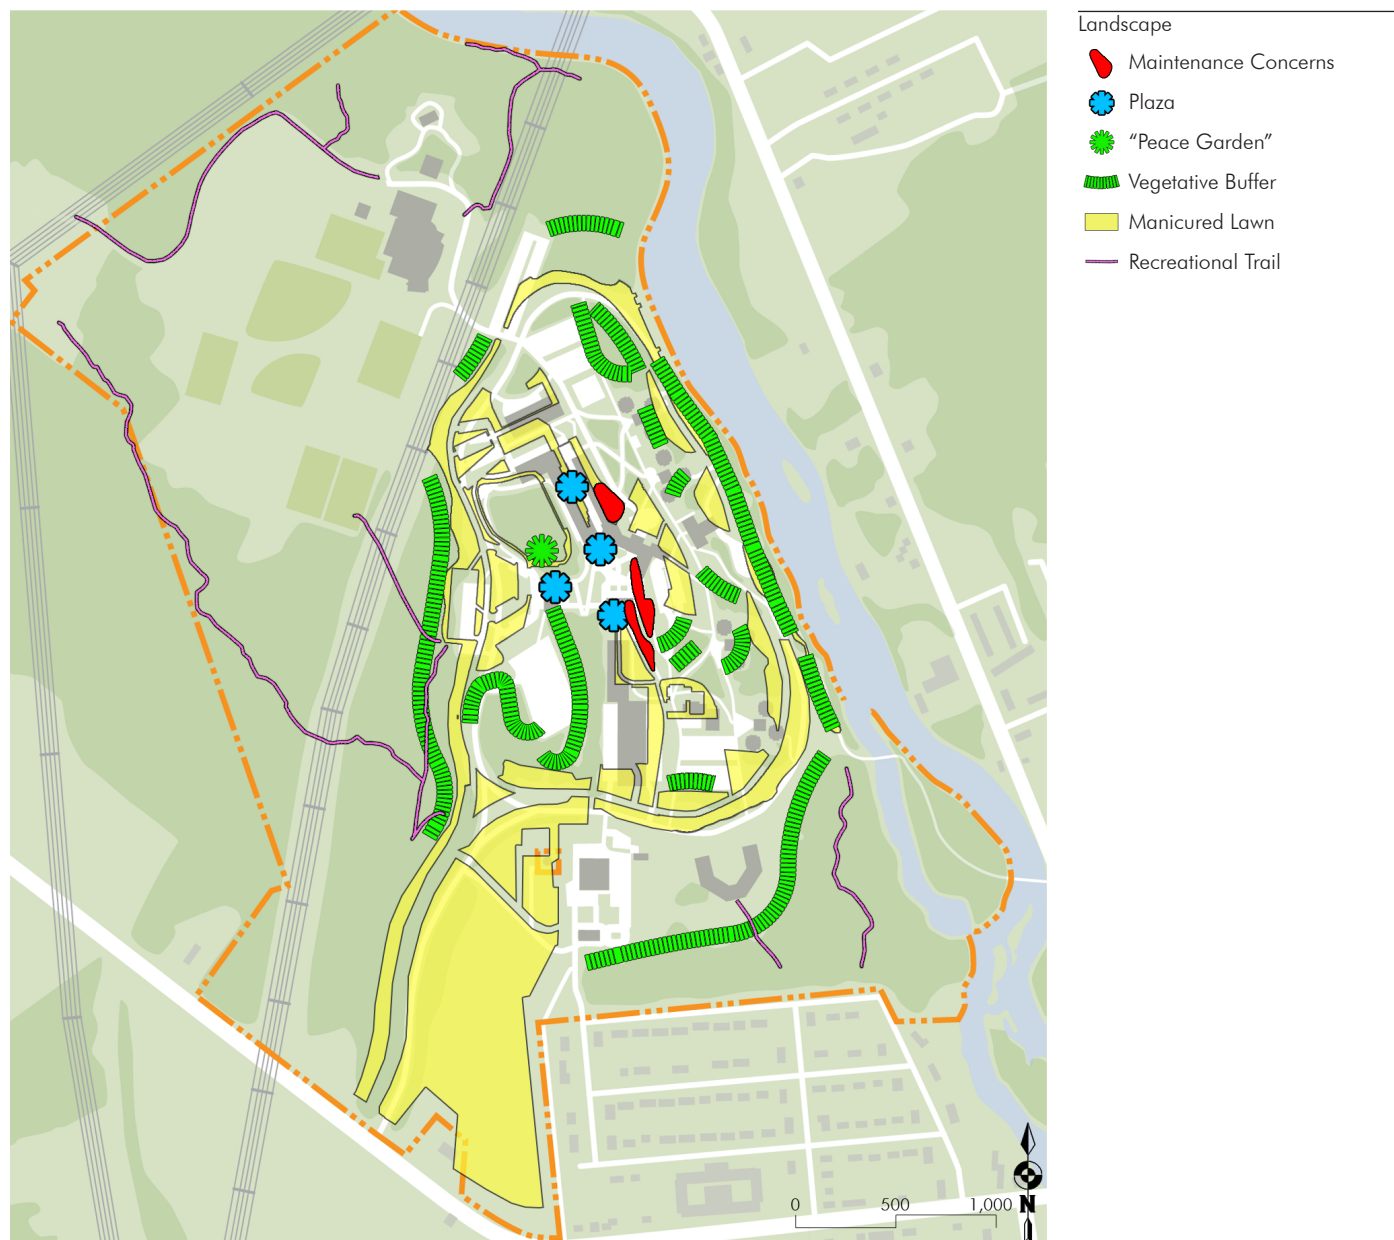 Landscape
Maintenance Concerns
Plaza
“Peace Garden”
Vegetative Buffer
Manicured Lawn
Recreational Trail
0 500 1,000
N